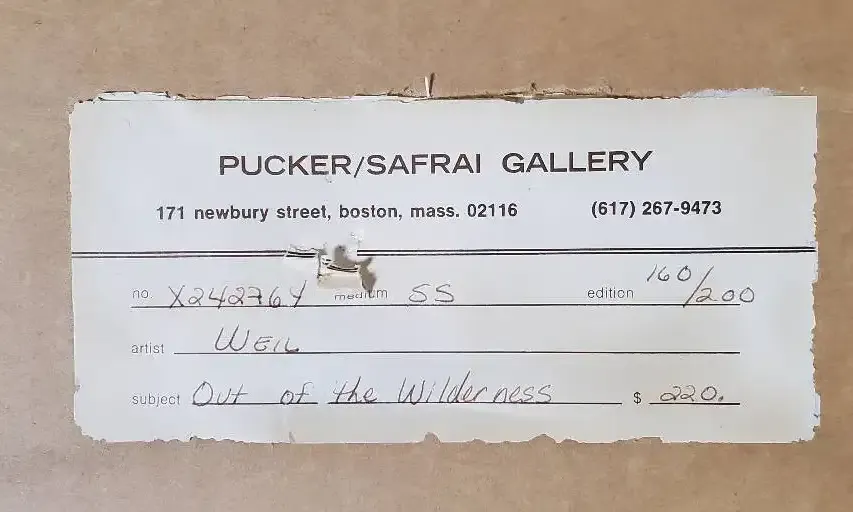 PUCKER/SAFRAI GALLERY
171 newbury street, boston, mass. 02116 (617) 267-9473
no. X242764 medium SS edition 160/200
artist WEIL
subject Out of the Wilderness $ 220.